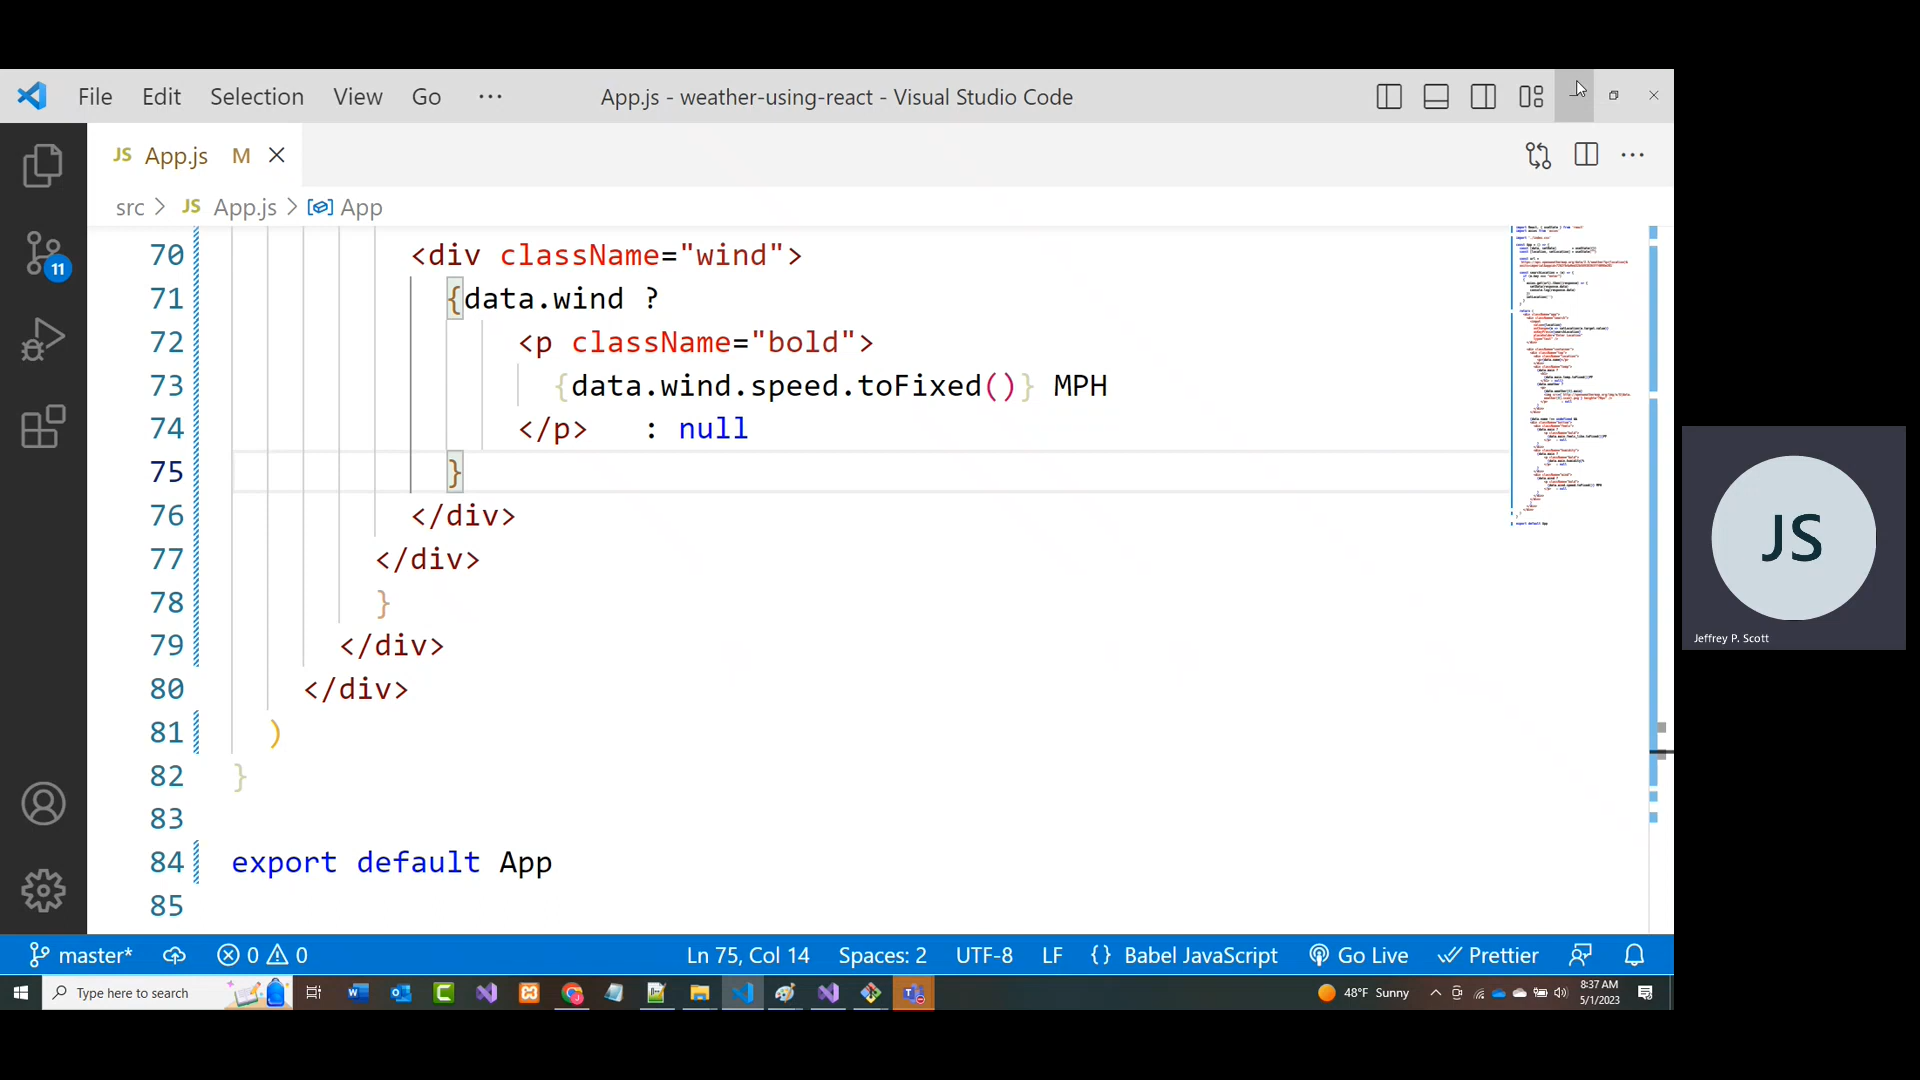 File Edit Selection View Go ...
App.js - weather-using-react - Visual Studio Code
JS App.js M
src > JS App.js > App
70 <div className="wind">
71 {data.wind ?
72 <p className="bold">
73 {data.wind.speed.toFixed()} MPH
74 </p> : null
75 }
76 </div>
77 </div>
78 }
79 </div>
80 </div>
81 )
82 }
83
84 export default App
85
11
JS
Jeffrey P. Scott
master* 0 0 Ln 75, Col 14 Spaces: 2 UTF-8 LF {} Babel JavaScript Go Live Prettier
Type here to search
48°F Sunny
8:37 AM
5/1/2023